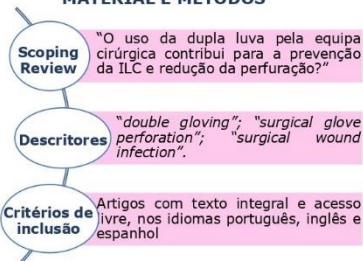 MATERIAL E MÉTODOS
Scoping
Review
"O uso da dupla luva pela equipa
cirúrgica contribui para a prevenção
da ILC e redução da perfuração?"
Descritores
"double gloving"; "surgical glove
perforation"; "surgical wound
infection".
Critérios de
inclusão
Artigos com texto integral e acesso
livre, nos idiomas português, inglês e
espanhol